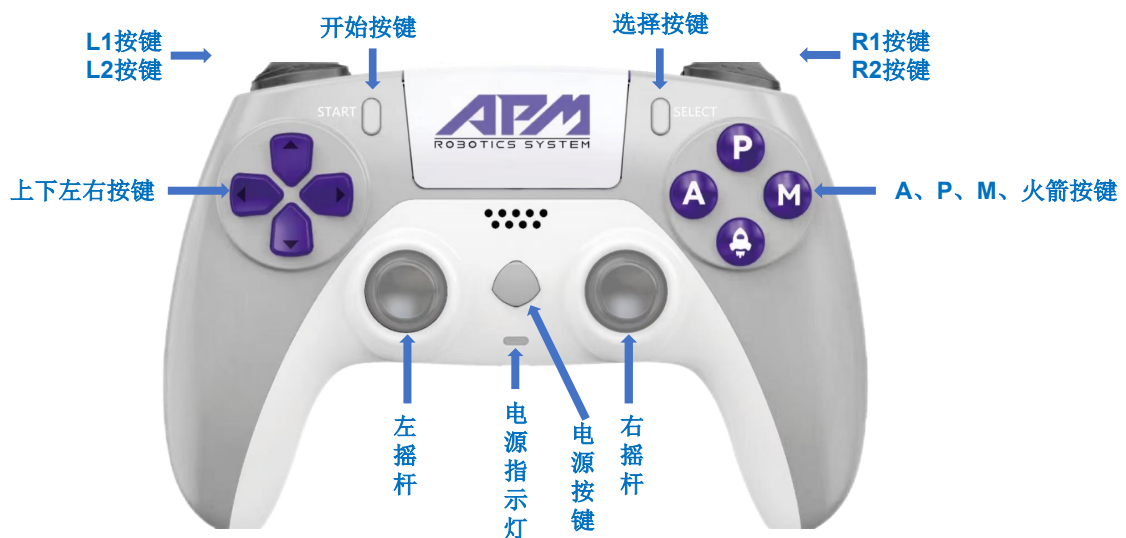 L1按键
L2按键
开始按键
选择按键
R1按键
R2按键
START
SELECT
APM
ROBOTICS SYSTEM
P
A
M
上下左右按键
A、P、M、火箭按键
左摇杆
电源指示灯
电源按键
右摇杆